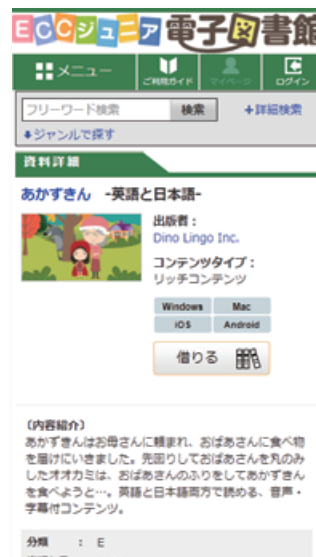 ECCジュニア電子図書館
メニュー
ご利用ガイド
マイページ
ログイン
フリーワード検索
検索
+詳細検索
ジャンルで探す
資料詳細
あかずきん -英語と日本語-
出版者：
Dino Lingo Inc.
コンテンツタイプ：
リッチコンテンツ
Windows Mac
iOS Android
借りる
〔内容紹介〕
あかずきんはお母さんに頼まれ、おばあさんに食べ物
を届けにいきました。先回りしておばあさんを丸のみ
したオオカミは、おばあさんのふりをしてあかずきん
を食べようと…。英語と日本語両方で読める、音声・
字幕付コンテンツ。
分類 ： E